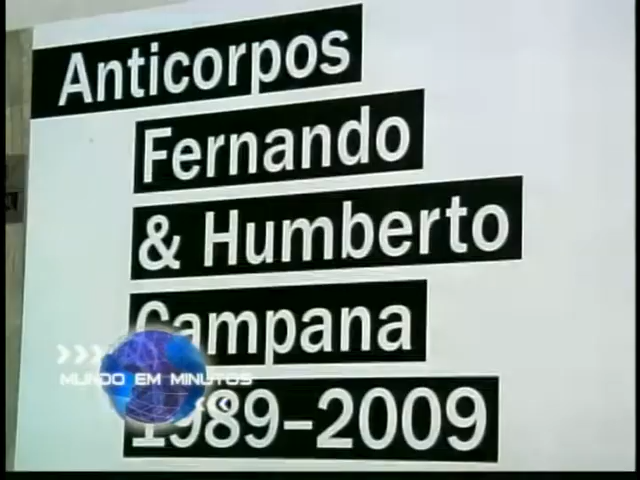 Anticorpos
Fernando
& Humberto
Campana
1989-2009
MUNDO EM MINUTOS